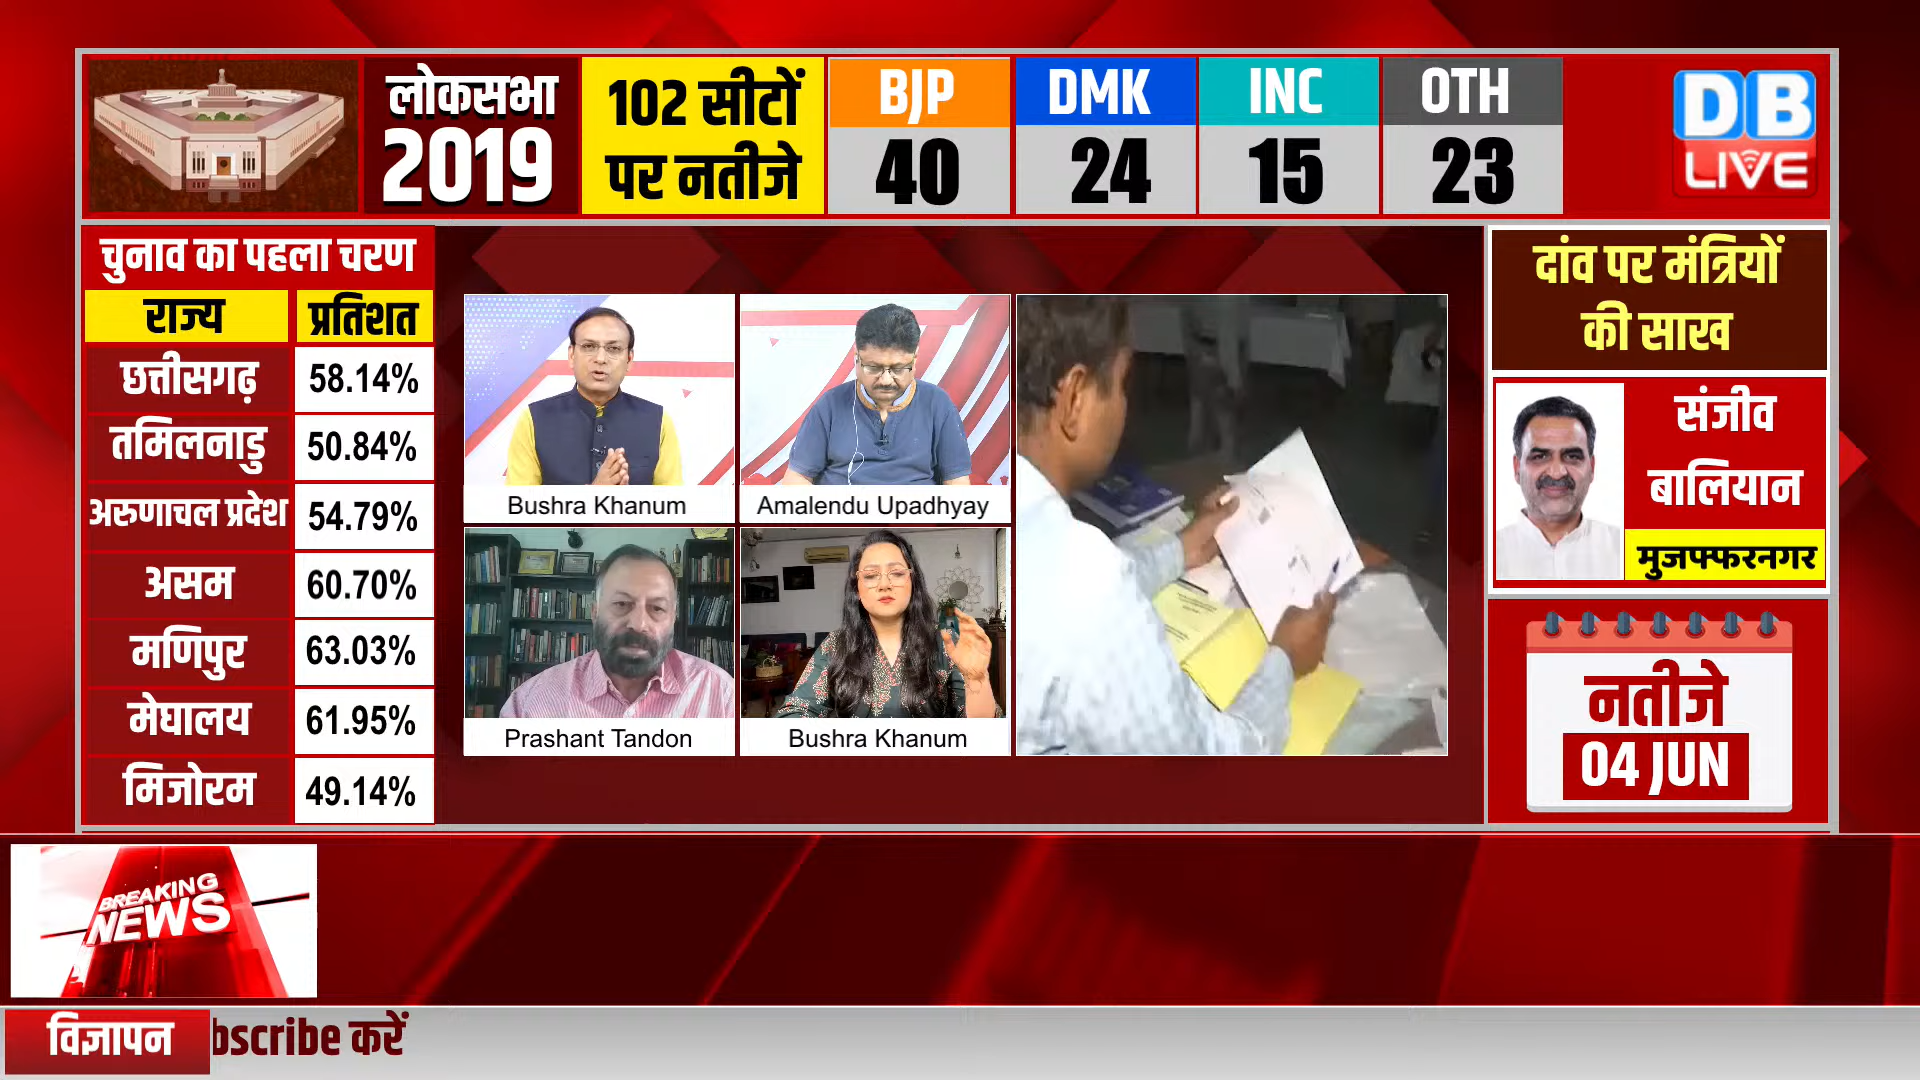 लोकसभा
2019
102 सीटों
पर नतीजे
BJP
40
DMK
24
INC
15
OTH
23
DB
LIVE
चुनाव का पहला चरण
राज्य प्रतिशत
छत्तीसगढ़ 58.14%
तमिलनाडु 50.84%
अरुणाचल प्रदेश 54.79%
असम 60.70%
मणिपुर 63.03%
मेघालय 61.95%
मिजोरम 49.14%
Bushra Khanum
Amalendu Upadhyay
Prashant Tandon
Bushra Khanum
दांव पर मंत्रियों
की साख
संजीव
बालियान
मुजफ्फरनगर
नतीजे
04 JUN
BREAKING
NEWS
विज्ञापन
bscribe करें